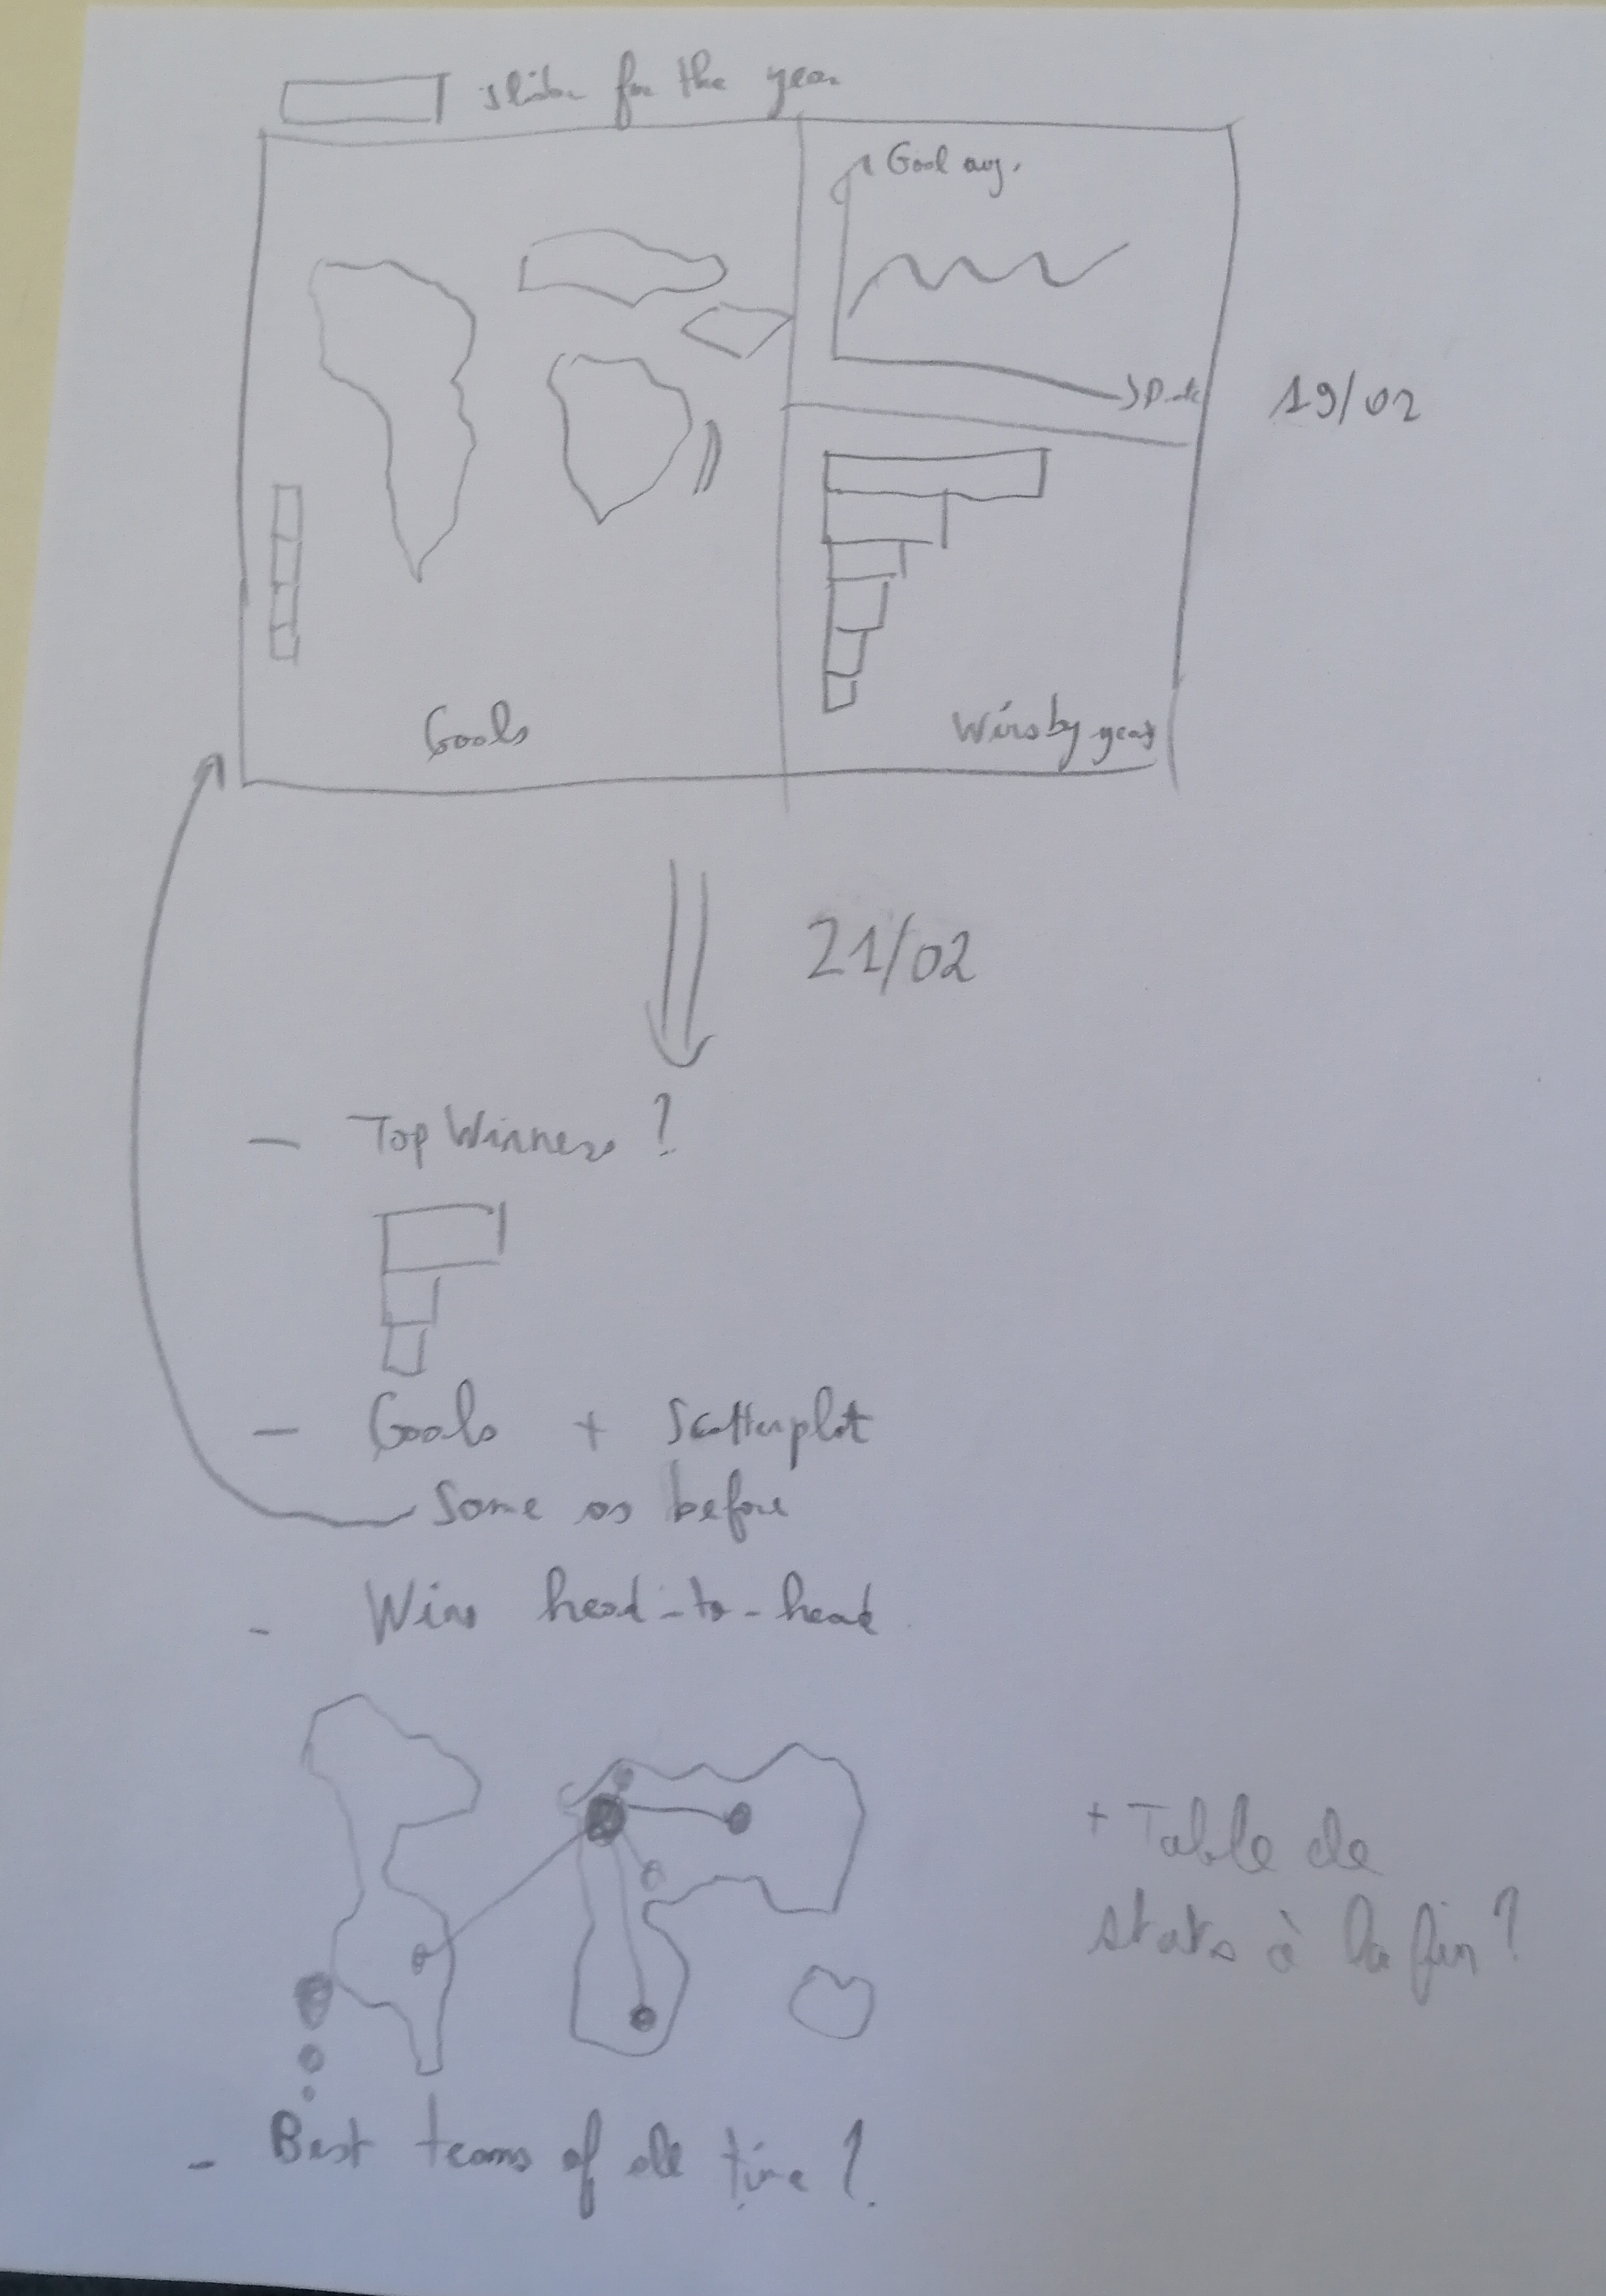 slider for the year
Goal avg.
Date
19/02
Goals
Wins by year
21/02
- Top Winners ?
- Goals + Scatterplot
Same as before
- Wins head-to-head
+ Table de
stats à la fin ?
- Best teams of all time ?